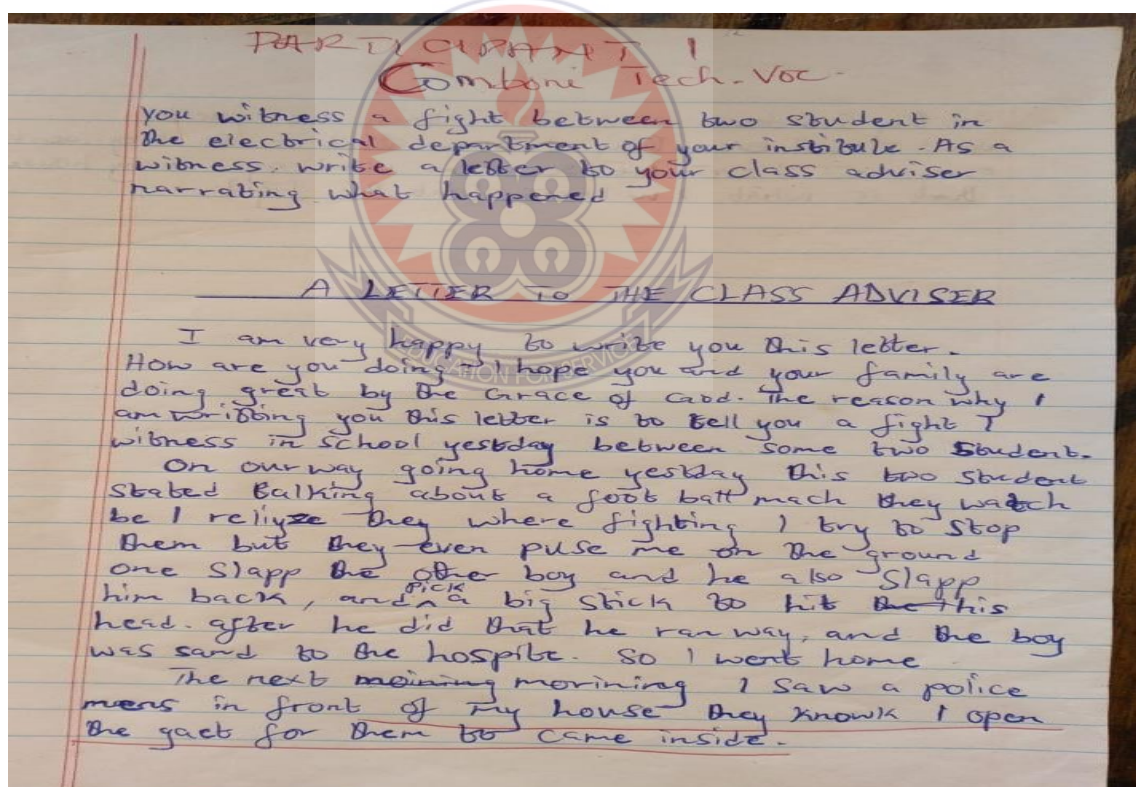 PARTICIPANT 1
Comboni Tech. Voc.
you witness a fight between two student in
the electrical department of your institute. As a
witness. write a letter to your class adviser
narrating what happened
A LETTER TO THE CLASS ADVISER
I am very happy to write you this letter.
How are you doing - I hope you and your family are
doing great by the Grace of God. The reason why I
am writting you this letter is to tell you a fight I
witness in school yestday between some two student.
On our way going home yestday this two student
stated talking about a foot ball mach they watch
be I reliyze they where fighting I try to stop
them but they even puse me on the ground
one slapp the other boy and he also slapp
him back, and pick a big stick to hit the this
head. after he did that he ran way, and the boy
was sand to the hospite. so I went home
The next moining morining I saw a police
mens in front of my house they knowk I open
the gaet for them to came inside.
EDUCATION FOR SERVICE